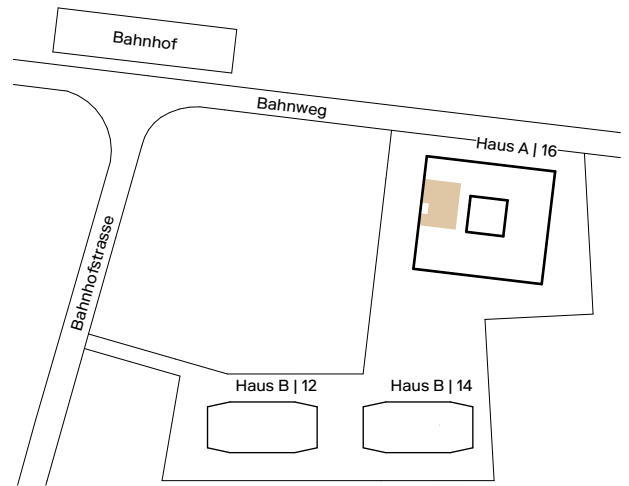 Bahnhof
Bahnweg
Haus A | 16
Bahnhofstrasse
Haus B | 12
Haus B | 14